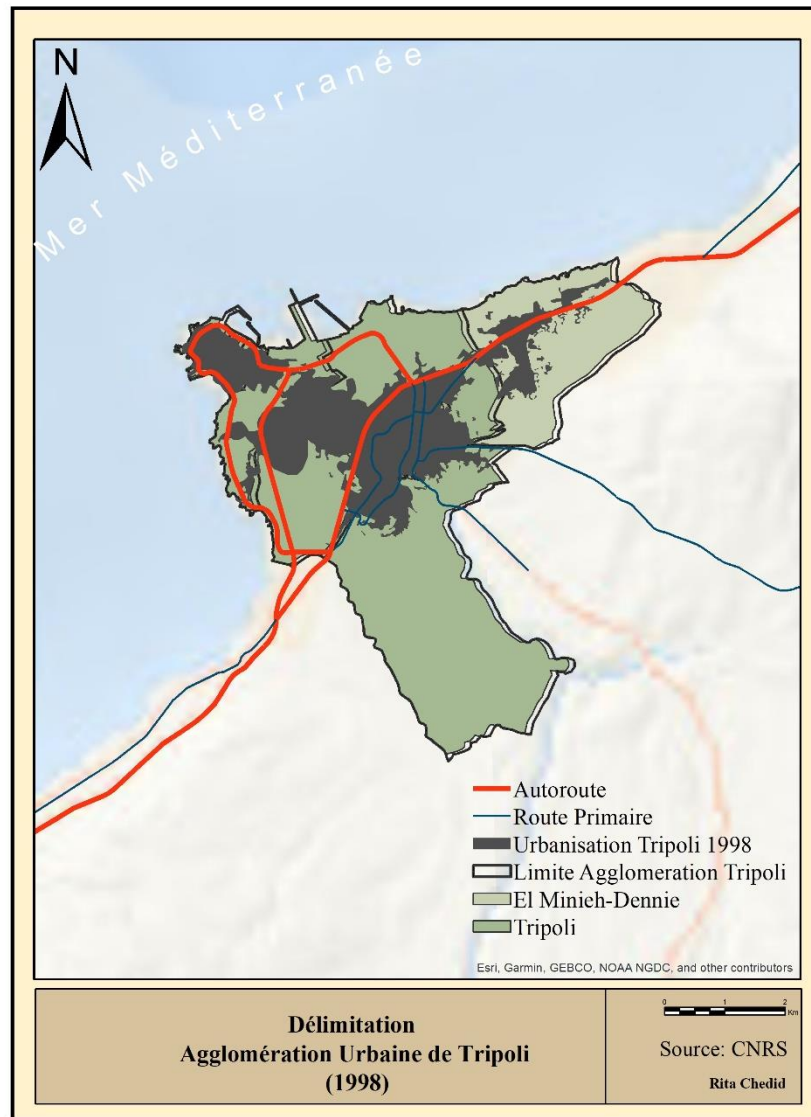 N
Mer Méditerranée
Autoroute
Route Primaire
Urbanisation Tripoli 1998
Limite Agglomeration Tripoli
El Minieh-Dennie
Tripoli
Esri, Garmin, GEBCO, NOAA NGDC, and other contributors
Délimitation
Agglomération Urbaine de Tripoli
(1998)
0 1 2
Km
Source: CNRS
Rita Chedid